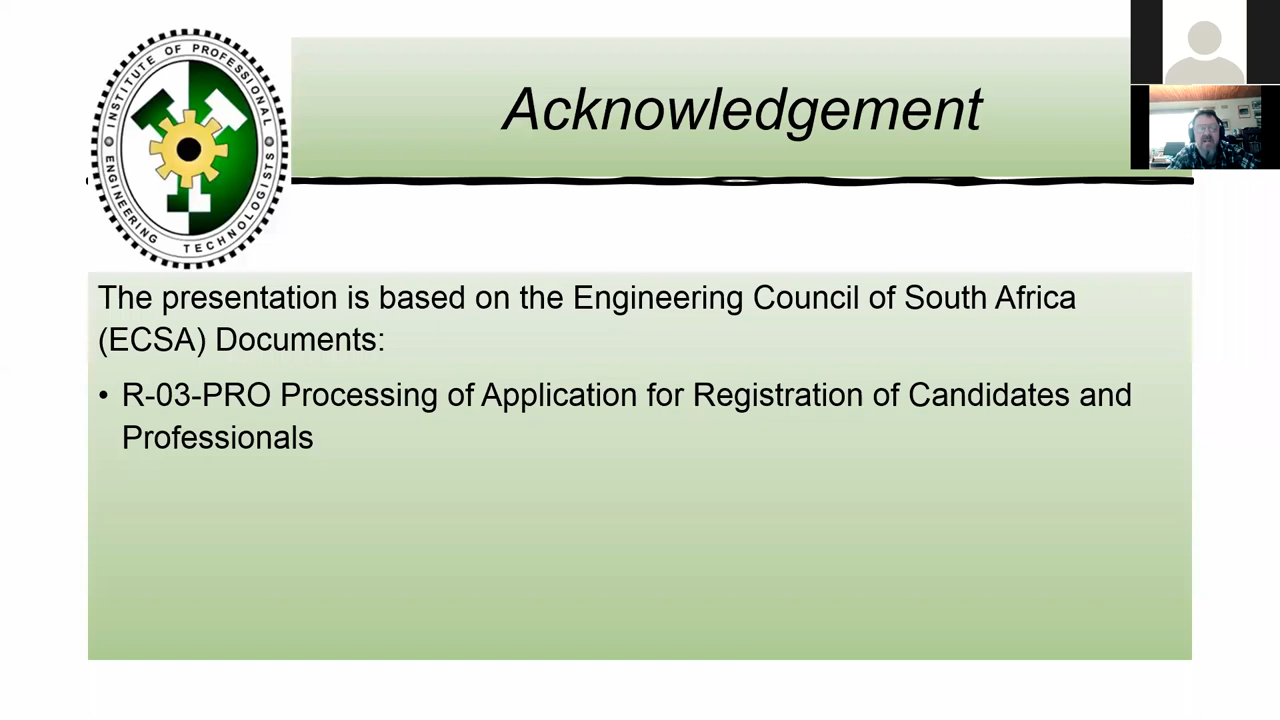 INSTITUTE OF PROFESSIONAL
ENGINEERING TECHNOLOGISTS
Acknowledgement
The presentation is based on the Engineering Council of South Africa
(ECSA) Documents:
• R-03-PRO Processing of Application for Registration of Candidates and
Professionals